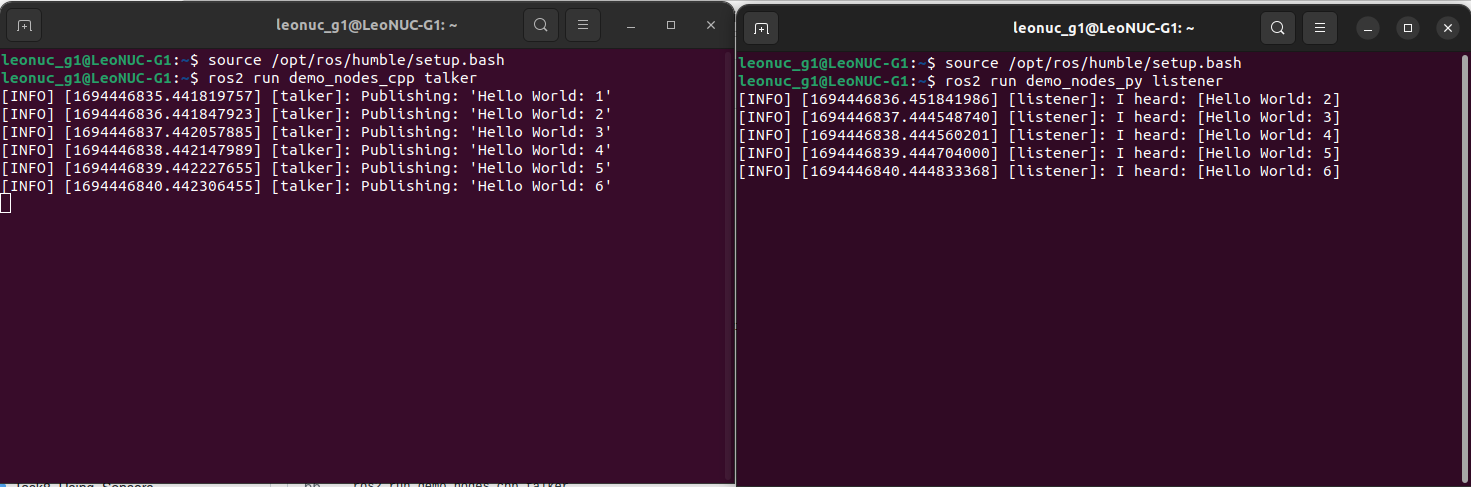 leonuc_g1@LeoNUC-G1: ~
leonuc_g1@LeoNUC-G1:~$ source /opt/ros/humble/setup.bash
leonuc_g1@LeoNUC-G1:~$ ros2 run demo_nodes_cpp talker
[INFO] [1694446835.441819757] [talker]: Publishing: 'Hello World: 1'
[INFO] [1694446836.441847923] [talker]: Publishing: 'Hello World: 2'
[INFO] [1694446837.442057885] [talker]: Publishing: 'Hello World: 3'
[INFO] [1694446838.442147989] [talker]: Publishing: 'Hello World: 4'
[INFO] [1694446839.442227655] [talker]: Publishing: 'Hello World: 5'
[INFO] [1694446840.442306455] [talker]: Publishing: 'Hello World: 6'
leonuc_g1@LeoNUC-G1: ~
leonuc_g1@LeoNUC-G1:~$ source /opt/ros/humble/setup.bash
leonuc_g1@LeoNUC-G1:~$ ros2 run demo_nodes_py listener
[INFO] [1694446836.451841986] [listener]: I heard: [Hello World: 2]
[INFO] [1694446837.444548740] [listener]: I heard: [Hello World: 3]
[INFO] [1694446838.444560201] [listener]: I heard: [Hello World: 4]
[INFO] [1694446839.444704000] [listener]: I heard: [Hello World: 5]
[INFO] [1694446840.444833368] [listener]: I heard: [Hello World: 6]